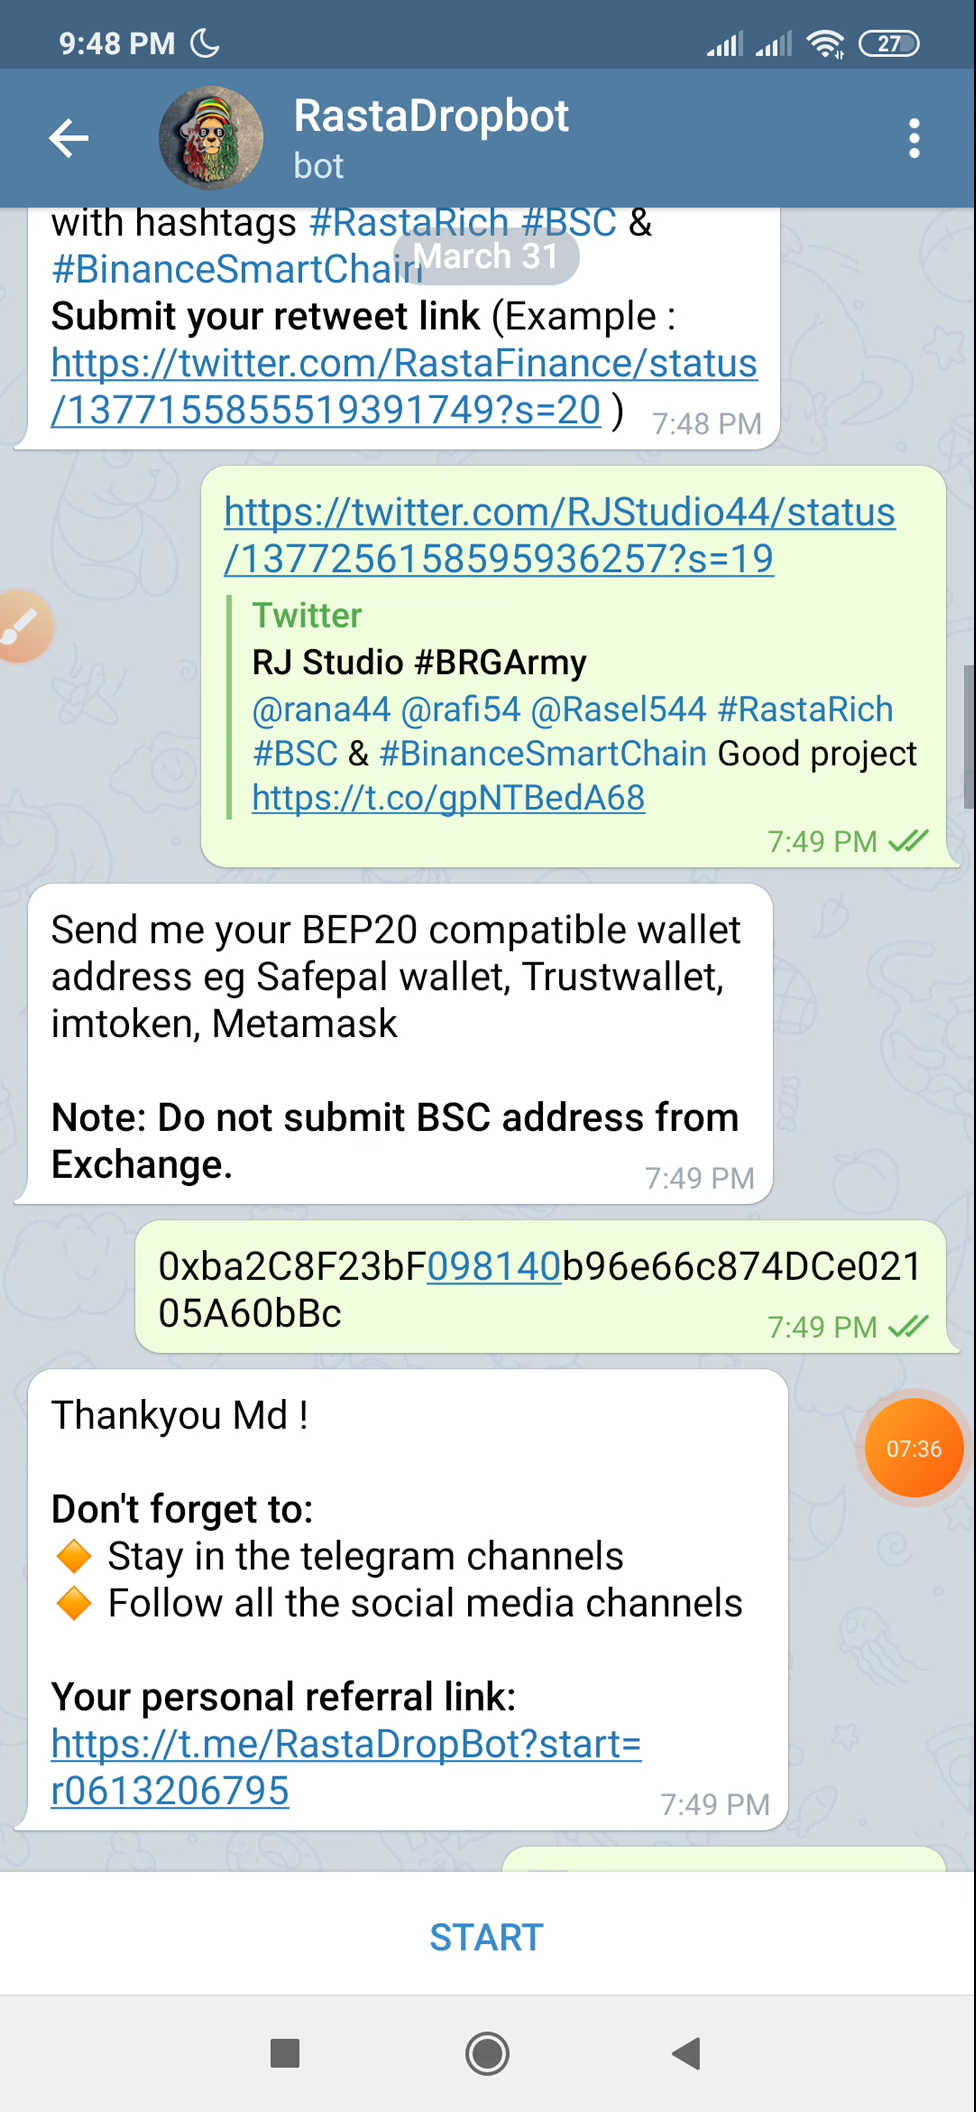 9:48 PM
27
RastaDropbot
bot
with hashtags #RastaRich #BSC &
#BinanceSmartChain
March 31
Submit your retweet link (Example :
https://twitter.com/RastaFinance/status
/1377155855519391749?s=20 )
7:48 PM
https://twitter.com/RJStudio44/status
/1377256158595936257?s=19
Twitter
RJ Studio #BRGArmy
@rana44 @rafi54 @Rasel544 #RastaRich
#BSC & #BinanceSmartChain Good project
https://t.co/gpNTBedA68
7:49 PM
Send me your BEP20 compatible wallet
address eg Safepal wallet, Trustwallet,
imtoken, Metamask
Note: Do not submit BSC address from
Exchange.
7:49 PM
0xba2C8F23bF098140b96e66c874DCe021
05A60bBc
7:49 PM
Thankyou Md !
07:36
Don't forget to:
🔶 Stay in the telegram channels
🔶 Follow all the social media channels
Your personal referral link:
https://t.me/RastaDropBot?start=
r0613206795
7:49 PM
START